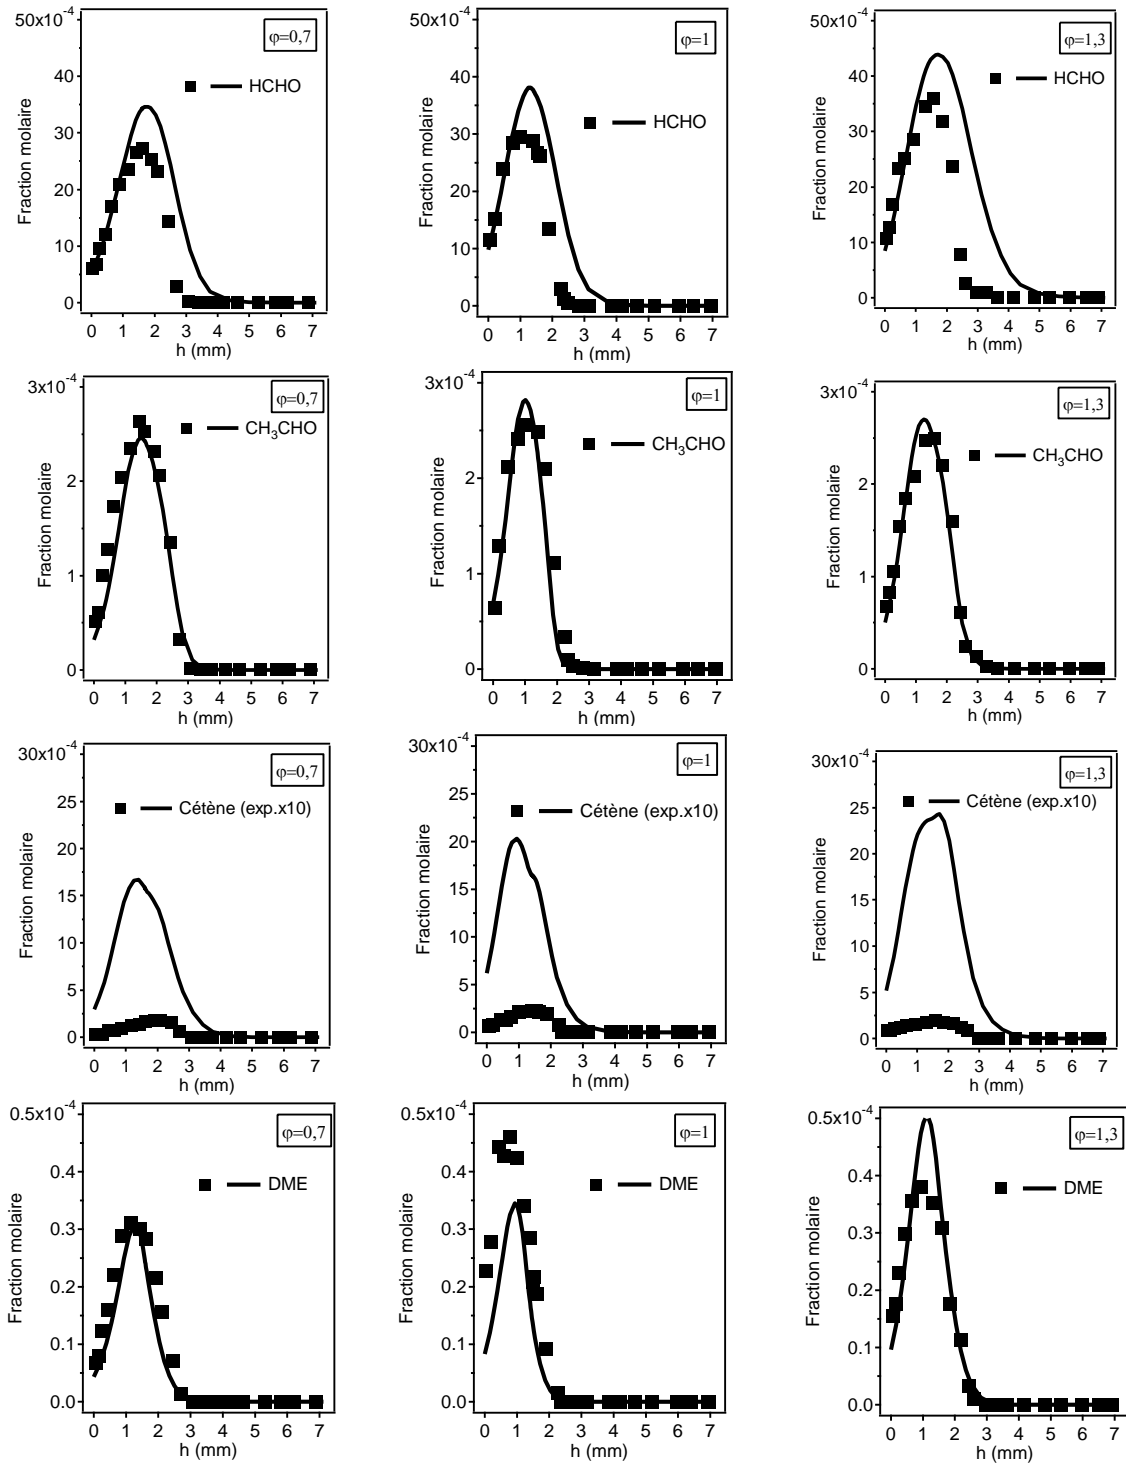 50x10⁻⁴
40
30
20
10
0
Fraction molaire
φ=0,7
HCHO
0 1 2 3 4 5 6 7
h (mm)
50x10⁻⁴
40
30
20
10
0
Fraction molaire
φ=1
HCHO
0 1 2 3 4 5 6 7
h (mm)
50x10⁻⁴
40
30
20
10
0
Fraction molaire
φ=1,3
HCHO
0 1 2 3 4 5 6 7
h (mm)
3x10⁻⁴
2
1
0
Fraction molaire
φ=0,7
CH₃CHO
0 1 2 3 4 5 6 7
h (mm)
3x10⁻⁴
2
1
0
Fraction molaire
φ=1
CH₃CHO
0 1 2 3 4 5 6 7
h (mm)
3x10⁻⁴
2
1
0
Fraction molaire
φ=1,3
CH₃CHO
0 1 2 3 4 5 6 7
h (mm)
30x10⁻⁴
25
20
15
10
5
0
Fraction molaire
φ=0,7
Cétène (exp.x10)
0 1 2 3 4 5 6 7
h (mm)
30x10⁻⁴
25
20
15
10
5
0
Fraction molaire
φ=1
Cétène (exp.x10)
0 1 2 3 4 5 6 7
h (mm)
30x10⁻⁴
25
20
15
10
5
0
Fraction molaire
φ=1,3
Cétène (exp.x10)
0 1 2 3 4 5 6 7
h (mm)
0.5x10⁻⁴
0.4
0.3
0.2
0.1
0.0
Fraction molaire
φ=0,7
DME
0 1 2 3 4 5 6 7
h (mm)
0.5x10⁻⁴
0.4
0.3
0.2
0.1
0.0
Fraction molaire
φ=1
DME
0 1 2 3 4 5 6 7
h (mm)
0.5x10⁻⁴
0.4
0.3
0.2
0.1
0.0
Fraction molaire
φ=1,3
DME
0 1 2 3 4 5 6 7
h (mm)